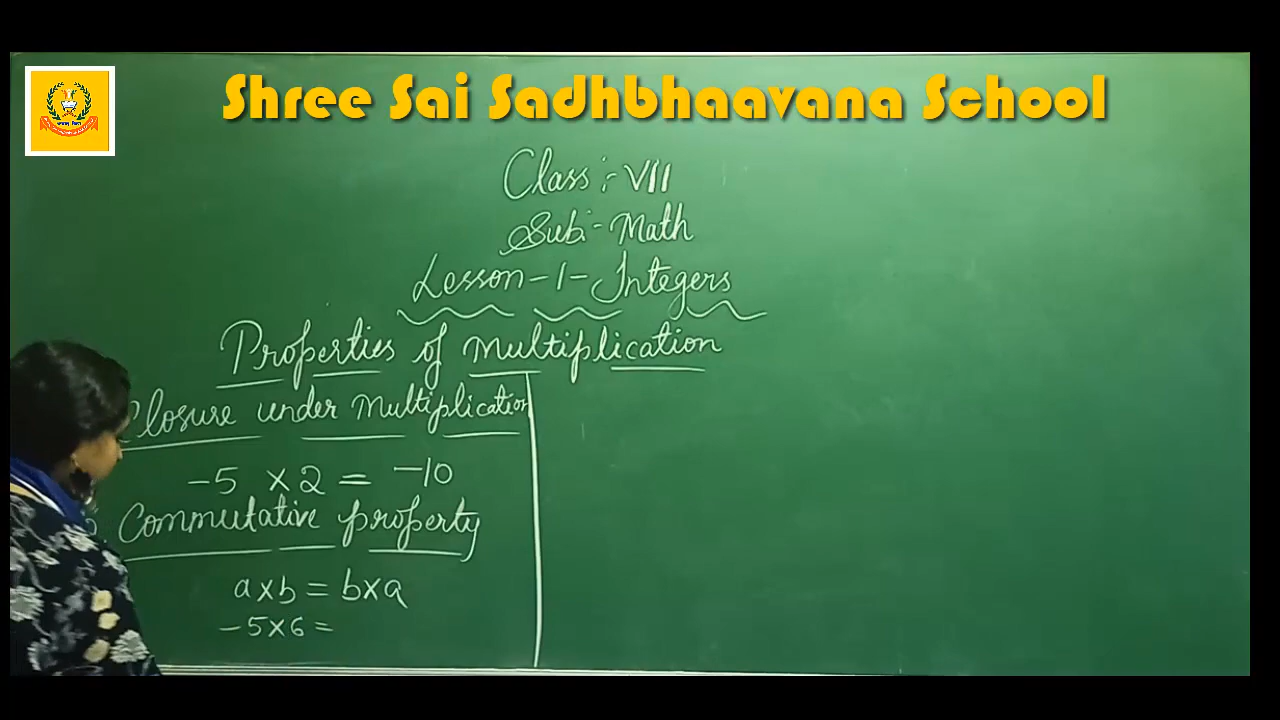 Shree Sai Sadhbhaavana School
Class :- VII
Sub:- Math
Lesson-1-Integers
Properties of Multiplication
Closure under Multiplication
-5 × 2 = -10
Commutative property
a×b = b×a
-5×6 =